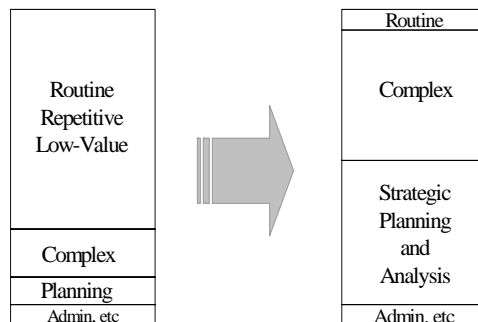 Routine
Repetitive
Low-Value
Complex
Planning
Admin, etc
Routine
Complex
Strategic
Planning
and
Analysis
Admin, etc